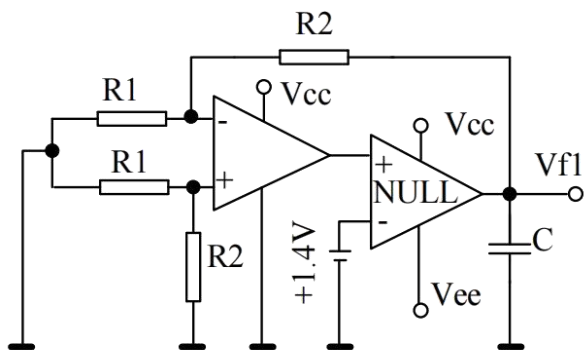 R2
R1
Vcc
-
Vcc
Vf1
R1
+
+
NULL
-
R2
+1.4V
C
Vee